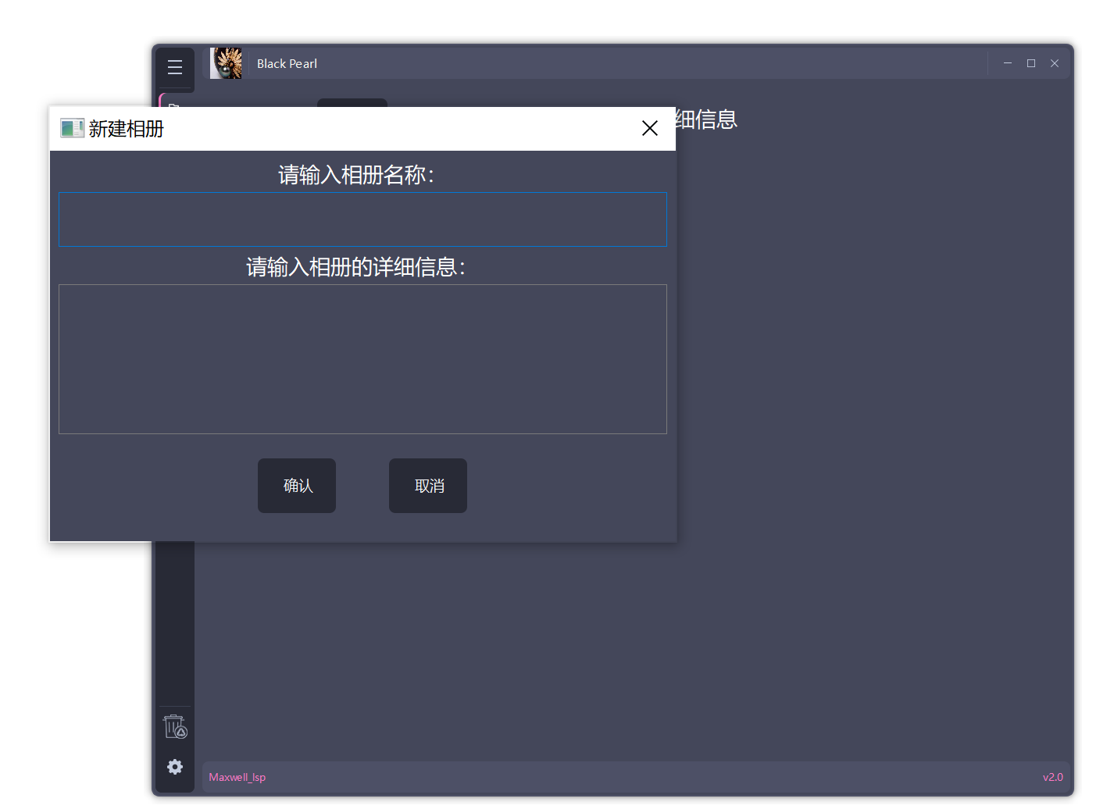 Black Pearl
细信息
新建相册
请输入相册名称：
请输入相册的详细信息：
确认
取消
Maxwell_lsp
v2.0